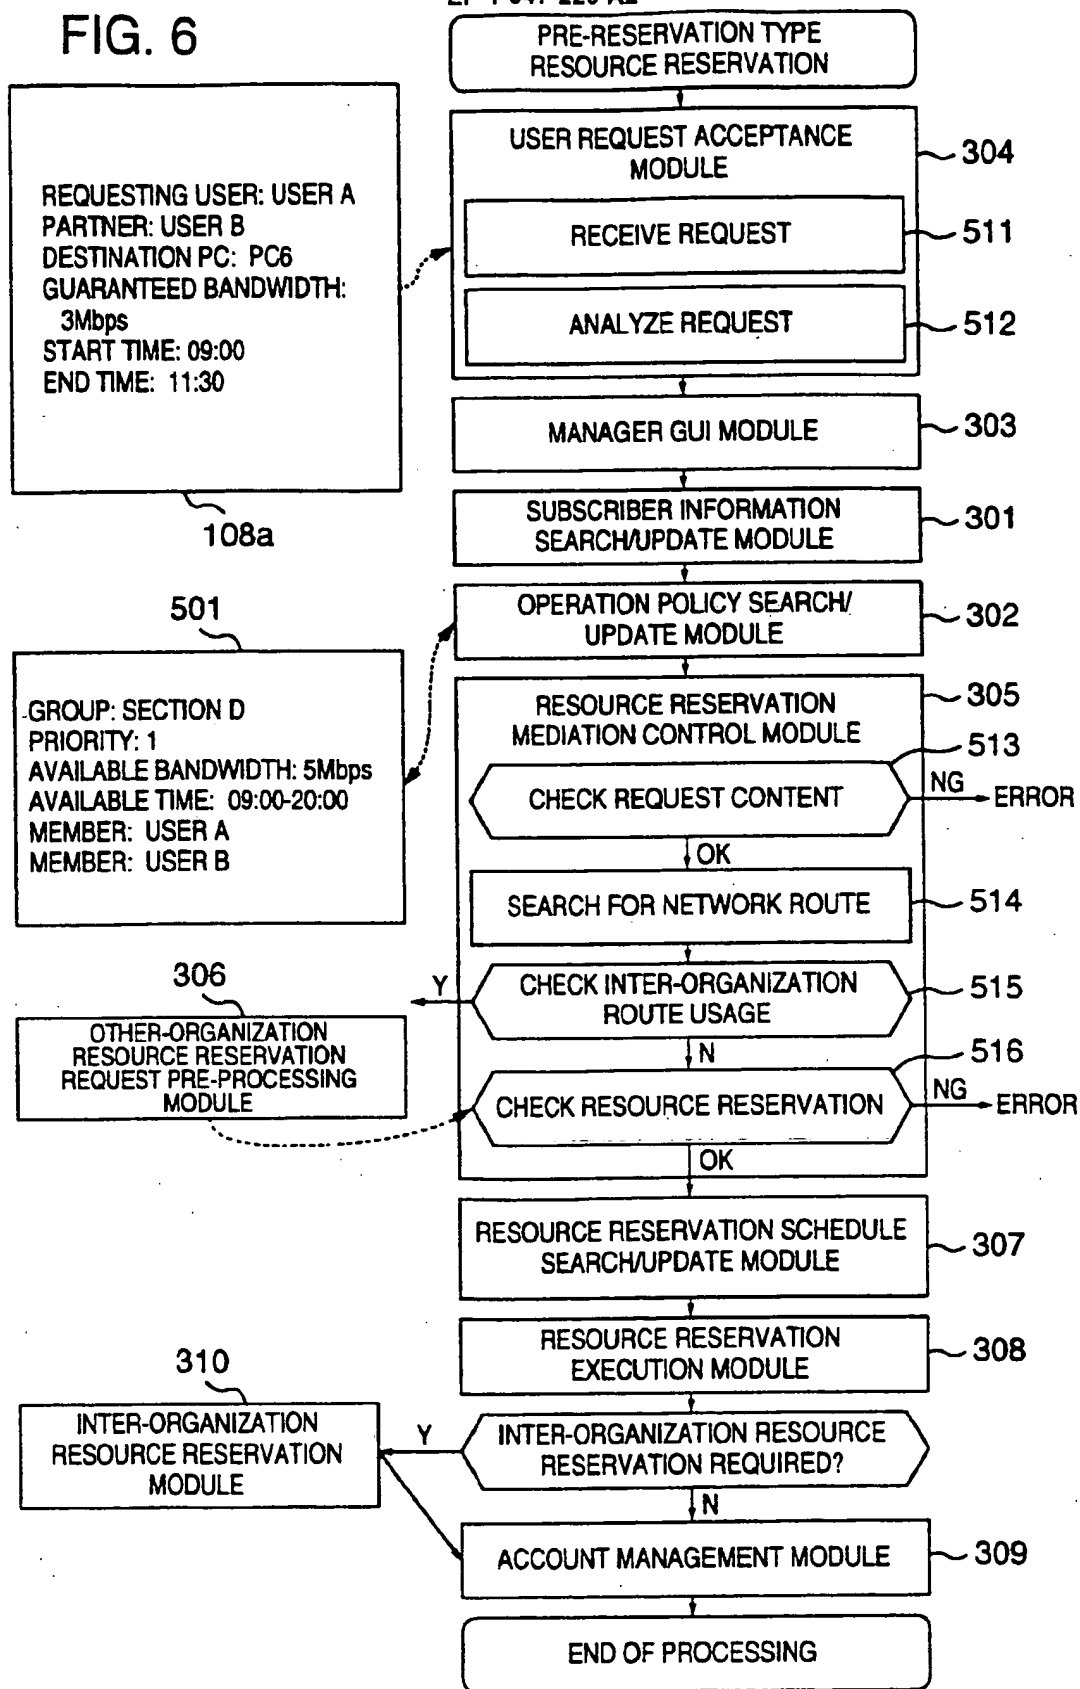 FIG. 6
PRE-RESERVATION TYPE
RESOURCE RESERVATION
REQUESTING USER: USER A
PARTNER: USER B
DESTINATION PC: PC6
GUARANTEED BANDWIDTH:
3Mbps
START TIME: 09:00
END TIME: 11:30
108a
USER REQUEST ACCEPTANCE
MODULE
304
RECEIVE REQUEST
511
ANALYZE REQUEST
512
MANAGER GUI MODULE
303
SUBSCRIBER INFORMATION
SEARCH/UPDATE MODULE
301
OPERATION POLICY SEARCH/
UPDATE MODULE
302
501
GROUP: SECTION D
PRIORITY: 1
AVAILABLE BANDWIDTH: 5Mbps
AVAILABLE TIME: 09:00-20:00
MEMBER: USER A
MEMBER: USER B
RESOURCE RESERVATION
MEDIATION CONTROL MODULE
305
513
CHECK REQUEST CONTENT
NG
ERROR
OK
SEARCH FOR NETWORK ROUTE
514
CHECK INTER-ORGANIZATION
ROUTE USAGE
515
Y
N
306
OTHER-ORGANIZATION
RESOURCE RESERVATION
REQUEST PRE-PROCESSING
MODULE
516
CHECK RESOURCE RESERVATION
NG
ERROR
OK
RESOURCE RESERVATION SCHEDULE
SEARCH/UPDATE MODULE
307
RESOURCE RESERVATION
EXECUTION MODULE
308
310
INTER-ORGANIZATION
RESOURCE RESERVATION
MODULE
Y
INTER-ORGANIZATION RESOURCE
RESERVATION REQUIRED?
N
ACCOUNT MANAGEMENT MODULE
309
END OF PROCESSING